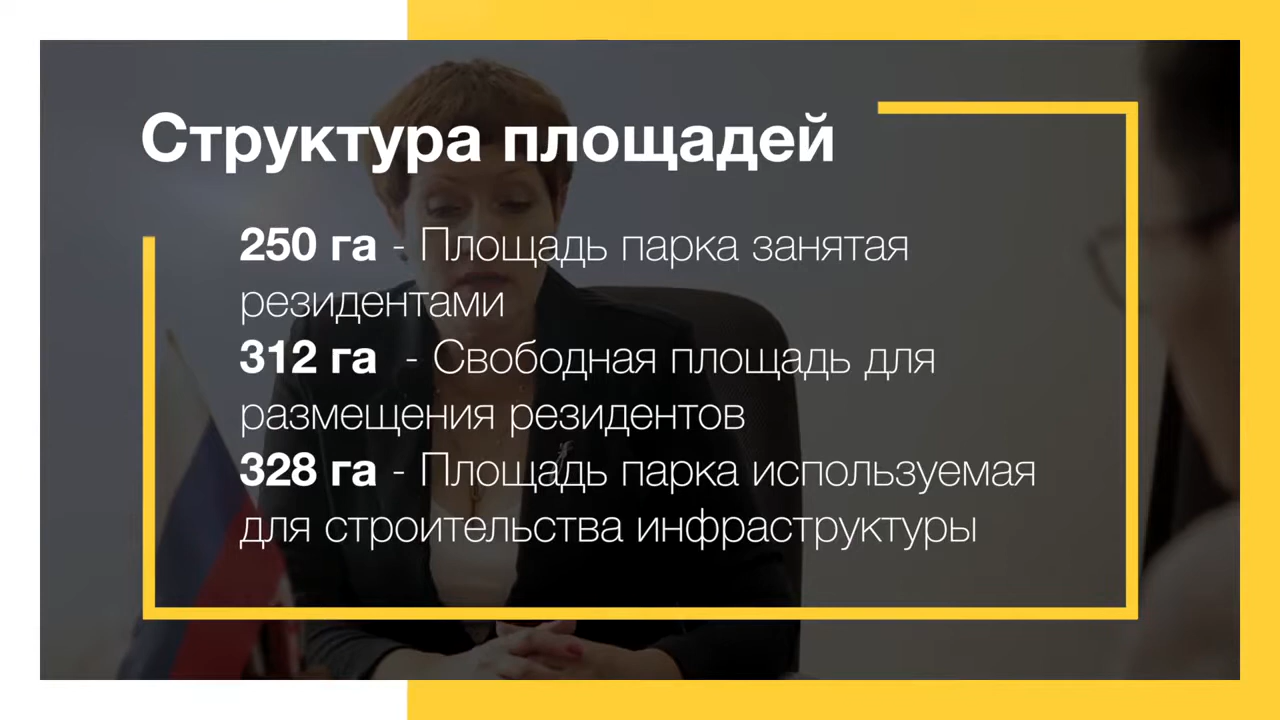 Структура площадей
250 га - Площадь парка занятая
резидентами
312 га - Свободная площадь для
размещения резидентов
328 га - Площадь парка используемая
для строительства инфраструктуры